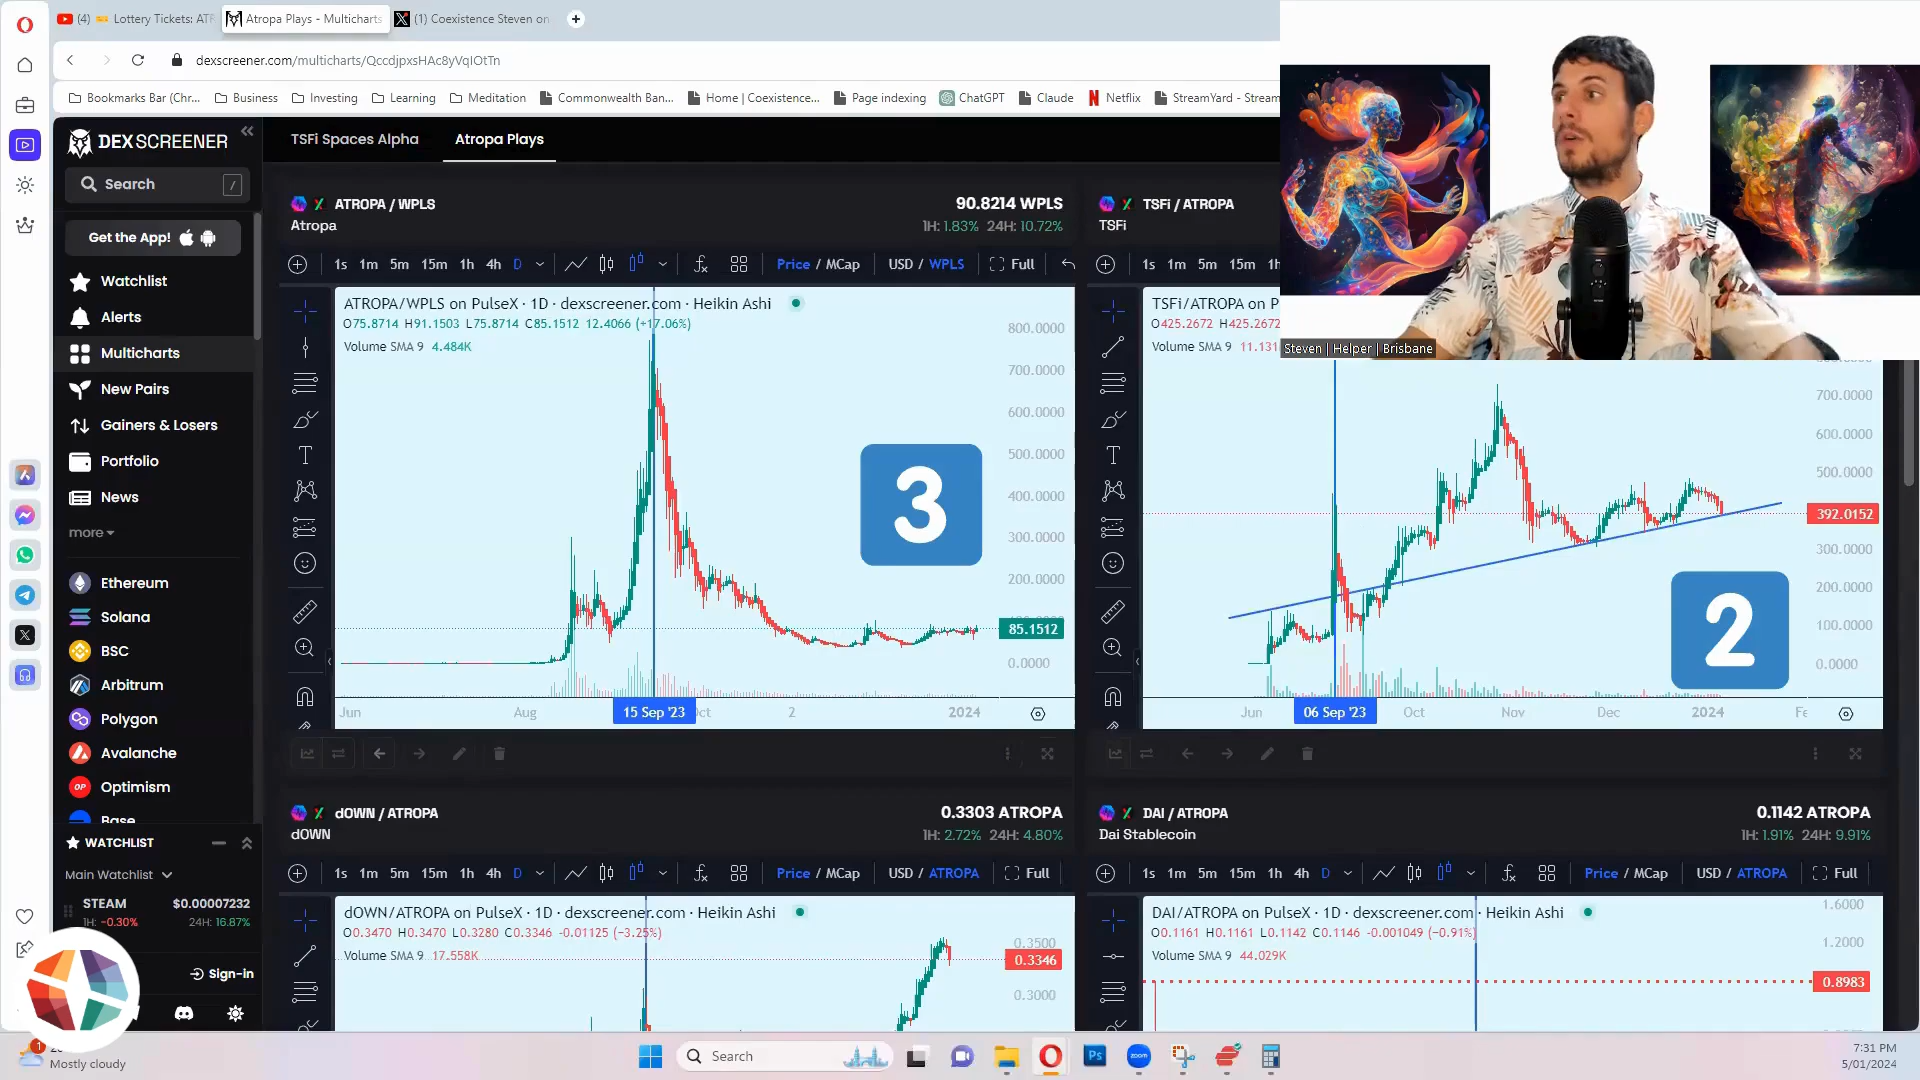 (4) Lottery Tickets: ATR
Atropa Plays - Multicharts
(1) Coexistence Steven on
dexscreener.com/multicharts/QccdjpxsHAc8yVqIOtTn
Bookmarks Bar (Chr... Business Investing Learning Meditation Commonwealth Ban... Home | Coexistence... Page indexing ChatGPT Claude Netflix StreamYard - Stream
DEX SCREENER
Search /
Get the App!
Watchlist
Alerts
Multicharts
New Pairs
Gainers & Losers
Portfolio
News
more
Ethereum
Solana
BSC
Arbitrum
Polygon
Avalanche
Optimism
Base
WATCHLIST
Main Watchlist
STEAM $0.00007232
1H: -0.30% 24H: 16.87%
Sign-in
TSFi Spaces Alpha Atropa Plays
ATROPA / WPLS 90.8214 WPLS
Atropa 1H: 1.83% 24H: 10.72%
1s 1m 5m 15m 1h 4h D Price / MCap USD / WPLS Full
ATROPA/WPLS on PulseX · 1D · dexscreener.com · Heikin Ashi
O75.8714 H91.1503 L75.8714 C85.1512 12.4066 (+17.06%)
Volume SMA 9 4.484K
800.0000
700.0000
600.0000
500.0000
400.0000
300.0000
200.0000
85.1512
0.0000
3
Jun Aug 15 Sep '23 Oct 2 2024
TSFi / ATROPA
TSFi
1s 1m 5m 15m 1h
TSFi/ATROPA on P
O425.2672 H425.2672
Volume SMA 9 11.131
Steven | Helper | Brisbane
700.0000
600.0000
500.0000
392.0152
300.0000
200.0000
100.0000
0.0000
2
Jun 06 Sep '23 Oct Nov Dec 2024 Fe
dOWN / ATROPA 0.3303 ATROPA
dOWN 1H: 2.72% 24H: 4.80%
1s 1m 5m 15m 1h 4h D Price / MCap USD / ATROPA Full
dOWN/ATROPA on PulseX · 1D · dexscreener.com · Heikin Ashi
O0.3470 H0.3470 L0.3280 C0.3346 -0.01125 (-3.25%)
Volume SMA 9 17.558K
0.3500
0.3346
0.3000
DAI / ATROPA 0.1142 ATROPA
Dai Stablecoin 1H: 1.91% 24H: 9.91%
1s 1m 5m 15m 1h 4h D Price / MCap USD / ATROPA Full
DAI/ATROPA on PulseX · 1D · dexscreener.com · Heikin Ashi
O0.1161 H0.1161 L0.1142 C0.1146 -0.001049 (-0.91%)
Volume SMA 9 44.029K
1.6000
1.2000
0.8983
1
Mostly cloudy
Search
Ps
zoom
7:31 PM
5/01/2024